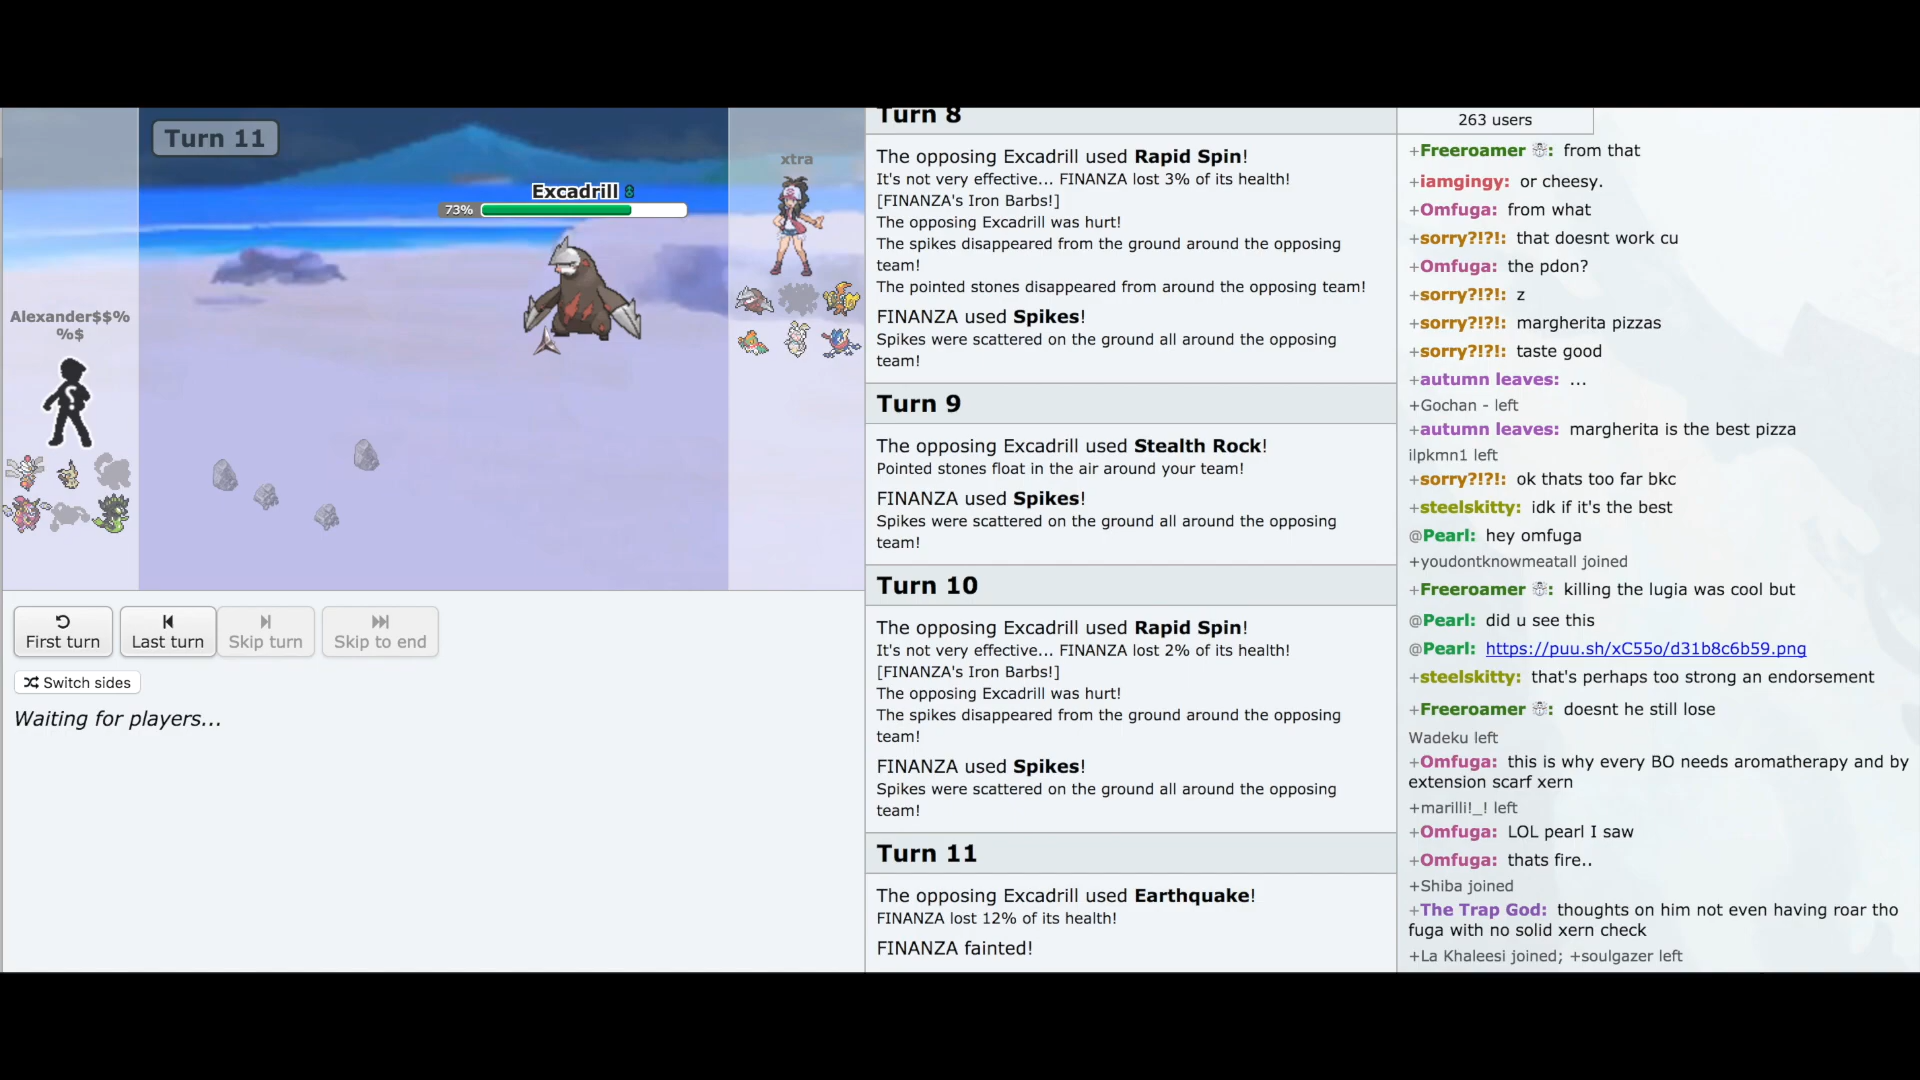 Turn 11
Excadrill
73%
Alexander$$%
%$
xtra
First turn
Last turn
Skip turn
Skip to end
Switch sides
Waiting for players...
Turn 8
The opposing Excadrill used Rapid Spin!
It's not very effective... FINANZA lost 3% of its health!
[FINANZA's Iron Barbs!]
The opposing Excadrill was hurt!
The spikes disappeared from the ground around the opposing
team!
The pointed stones disappeared from around the opposing team!
FINANZA used Spikes!
Spikes were scattered on the ground all around the opposing
team!
Turn 9
The opposing Excadrill used Stealth Rock!
Pointed stones float in the air around your team!
FINANZA used Spikes!
Spikes were scattered on the ground all around the opposing
team!
Turn 10
The opposing Excadrill used Rapid Spin!
It's not very effective... FINANZA lost 2% of its health!
[FINANZA's Iron Barbs!]
The opposing Excadrill was hurt!
The spikes disappeared from the ground around the opposing
team!
FINANZA used Spikes!
Spikes were scattered on the ground all around the opposing
team!
Turn 11
The opposing Excadrill used Earthquake!
FINANZA lost 12% of its health!
FINANZA fainted!
263 users
+Freeroamer ☃: from that
+iamgingy: or cheesy.
+Omfuga: from what
+sorry?!?!: that doesnt work cu
+Omfuga: the pdon?
+sorry?!?!: z
+sorry?!?!: margherita pizzas
+sorry?!?!: taste good
+autumn leaves: ...
+Gochan - left
+autumn leaves: margherita is the best pizza
ilpkmn1 left
+sorry?!?!: ok thats too far bkc
+steelskitty: idk if it's the best
@Pearl: hey omfuga
+youdontknowmeatall joined
+Freeroamer ☃: killing the lugia was cool but
@Pearl: did u see this
@Pearl: https://puu.sh/xC55o/d31b8c6b59.png
+steelskitty: that's perhaps too strong an endorsement
+Freeroamer ☃: doesnt he still lose
Wadeku left
+Omfuga: this is why every BO needs aromatherapy and by
extension scarf xern
+marilli!_! left
+Omfuga: LOL pearl I saw
+Omfuga: thats fire..
+Shiba joined
+The Trap God: thoughts on him not even having roar tho
fuga with no solid xern check
+La Khaleesi joined; +soulgazer left